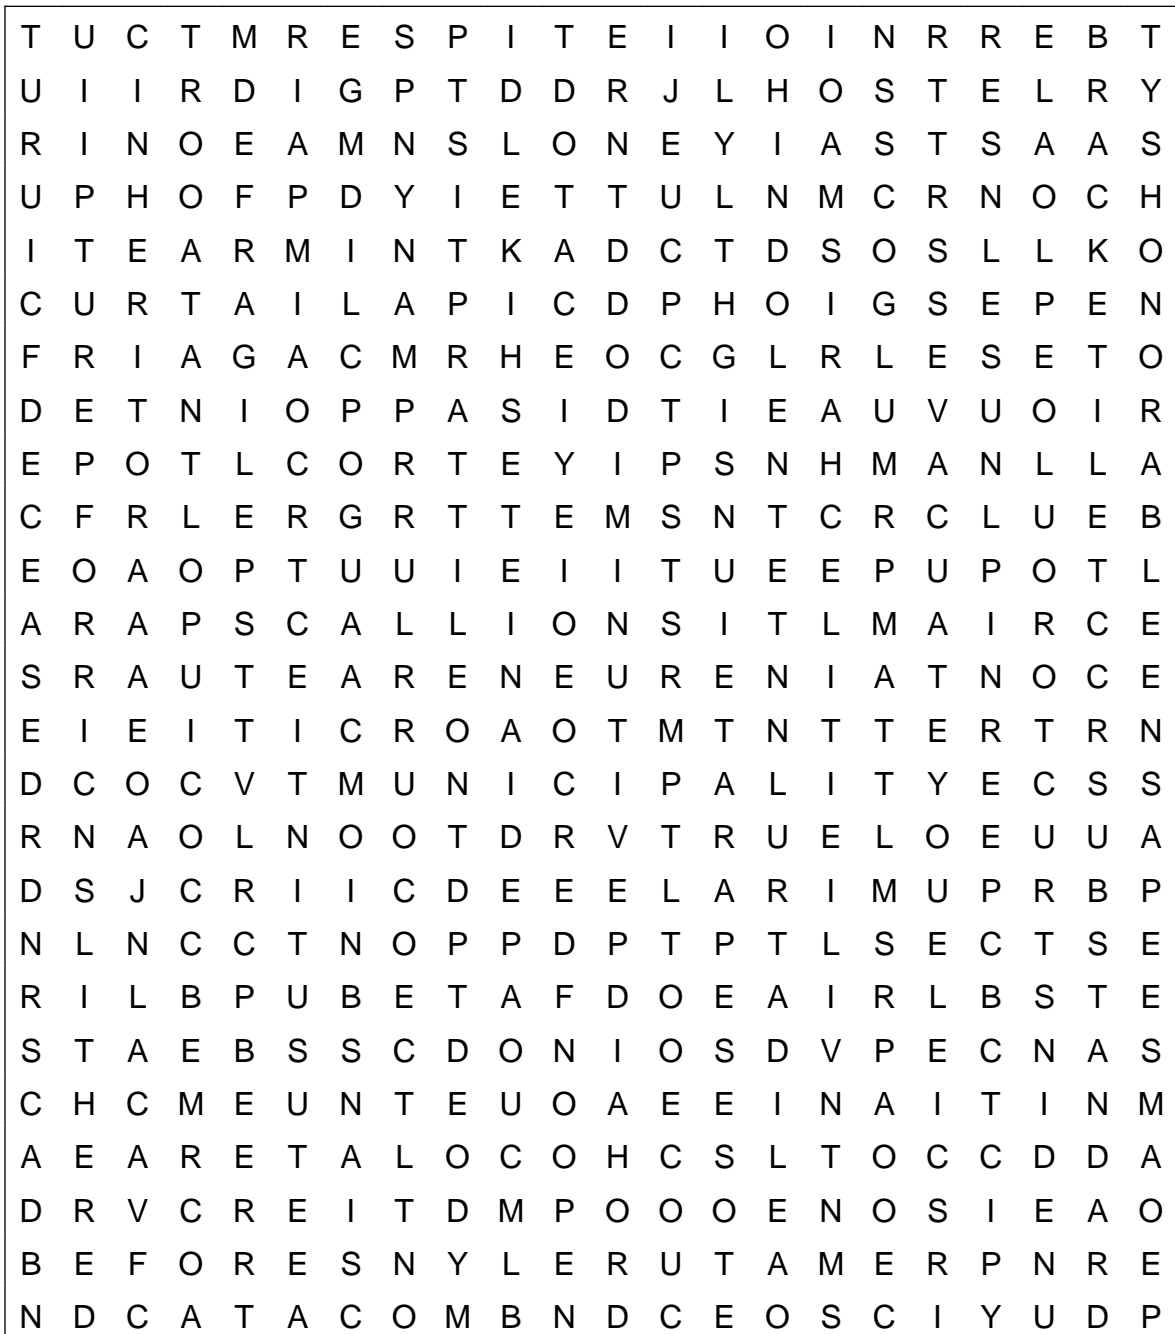 T U C T M R E S P I T E I I O I N R R E B T
U I I R D I G P T D D R J L H O S T E L R Y
R I N O E A M N S L O N E Y I A S T S A A S
U P H O F P D Y I E T T U L N M C R N O C H
I T E A R M I N T K A D C T D S O S L L K O
C U R T A I L A P I C D P H O I G S E P E N
F R I A G A C M R H E O C G L R L E S E T O
D E T N I O P P A S I D T I E A U V U O I R
E P O T L C O R T E Y I P S N H M A N L L A
C F R L E R G R T T E M S N T C R C L U E B
E O A O P T U U I E I I T U E E P U P O T L
A R A P S C A L L I O N S I T L M A I R C E
S R A U T E A R E N E U R E N I A T N O C E
E I E I T I C R O A O T M T N T T E R T R N
D C O C V T M U N I C I P A L I T Y E C S S
R N A O L N O O T D R V T R U E L O E U U A
D S J C R I I C D E E E L A R I M U P R B P
N L N C C T N O P P D P T P T L S E C T S E
R I L B P U B E T A F D O E A I R L B S T E
S T A E B S S C D O N I O S D V P E C N A S
C H C M E U N T E U O A E E I N A I T I N M
A E A R E T A L O C O H C S L T O C C D D A
D R V C R E I T D M P O O O E N O S I E A O
B E F O R E S N Y L E R U T A M E R P N R E
N D C A T A C O M B N D C E O S C I Y U D P